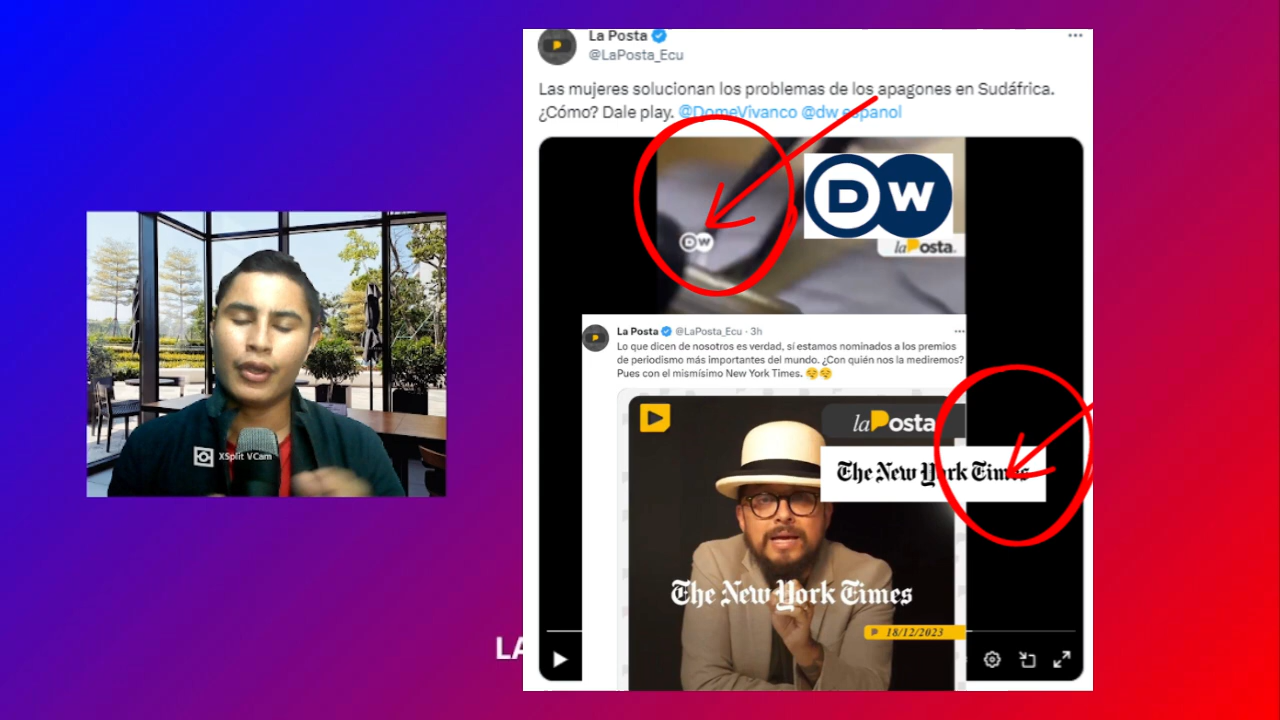 La Posta
@LaPosta_Ecu
Las mujeres solucionan los problemas de los apagones en Sudáfrica.
¿Cómo? Dale play. @DomeVivanco @dw espanol
DW
DW
laPosta.
La Posta @LaPosta_Ecu · 3h
Lo que dicen de nosotros es verdad, sí estamos nominados a los premios
de periodismo más importantes del mundo. ¿Con quién nos la mediremos?
Pues con el mismísimo New York Times. 😌😌
laPosta
The New York Times
XSplit VCam
The New York Times
18/12/2023
LA